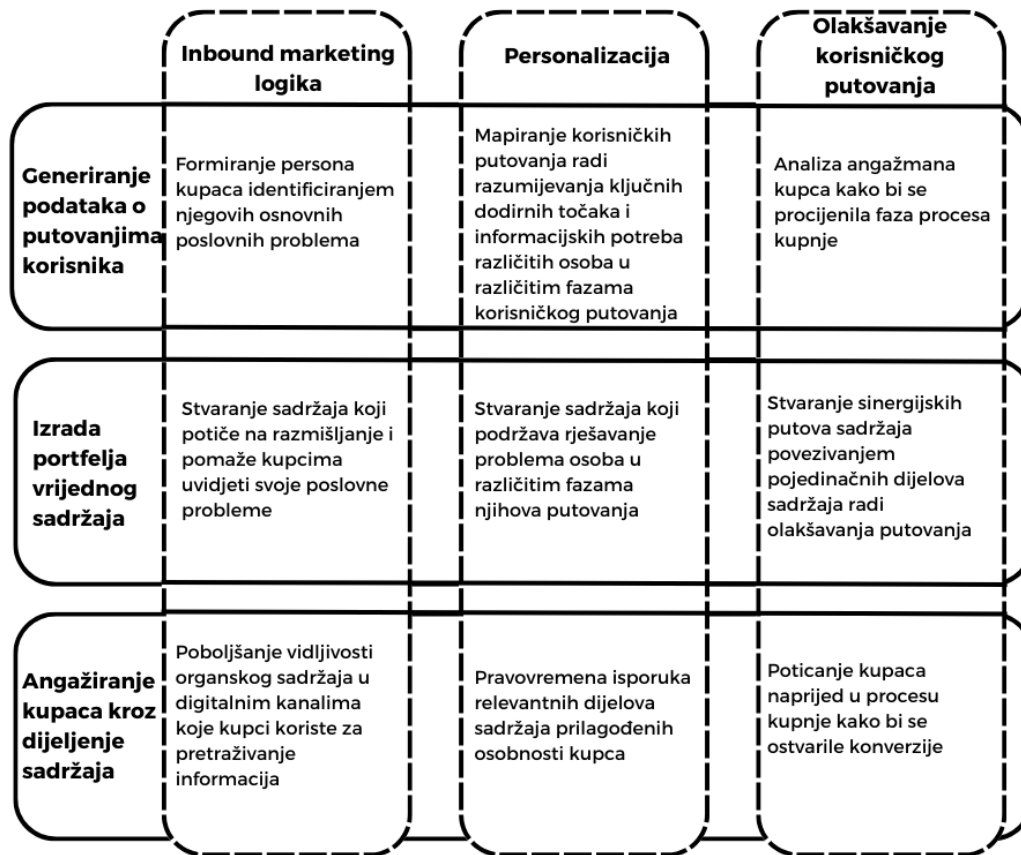 Inbound marketing
logika
Personalizacija
Olakšavanje
korisničkog
putovanja
Generiranje
podataka o
putovanjima
korisnika
Formiranje persona
kupaca identificiranjem
njegovih osnovnih
poslovnih problema
Mapiranje korisničkih
putovanja radi
razumijevanja ključnih
dodirnih točaka i
informacijskih potreba
različitih osoba u
različitim fazama
korisničkog putovanja
Analiza angažmana
kupca kako bi se
procijenila faza procesa
kupnje
Izrada
portfelja
vrijednog
sadržaja
Stvaranje sadržaja koji
potiče na razmišljanje i
pomaže kupcima
uvidjeti svoje poslovne
probleme
Stvaranje sadržaja koji
podržava rješavanje
problema osoba u
različitim fazama
njihova putovanja
Stvaranje sinergijskih
putova sadržaja
povezivanjem
pojedinačnih dijelova
sadržaja radi
olakšavanja putovanja
Angažiranje
kupaca kroz
dijeljenje
sadržaja
Poboljšanje vidljivosti
organskog sadržaja u
digitalnim kanalima
koje kupci koriste za
pretraživanje
informacija
Pravovremena isporuka
relevantnih dijelova
sadržaja prilagođenih
osobnosti kupca
Poticanje kupaca
naprijed u procesu
kupnje kako bi se
ostvarile konverzije